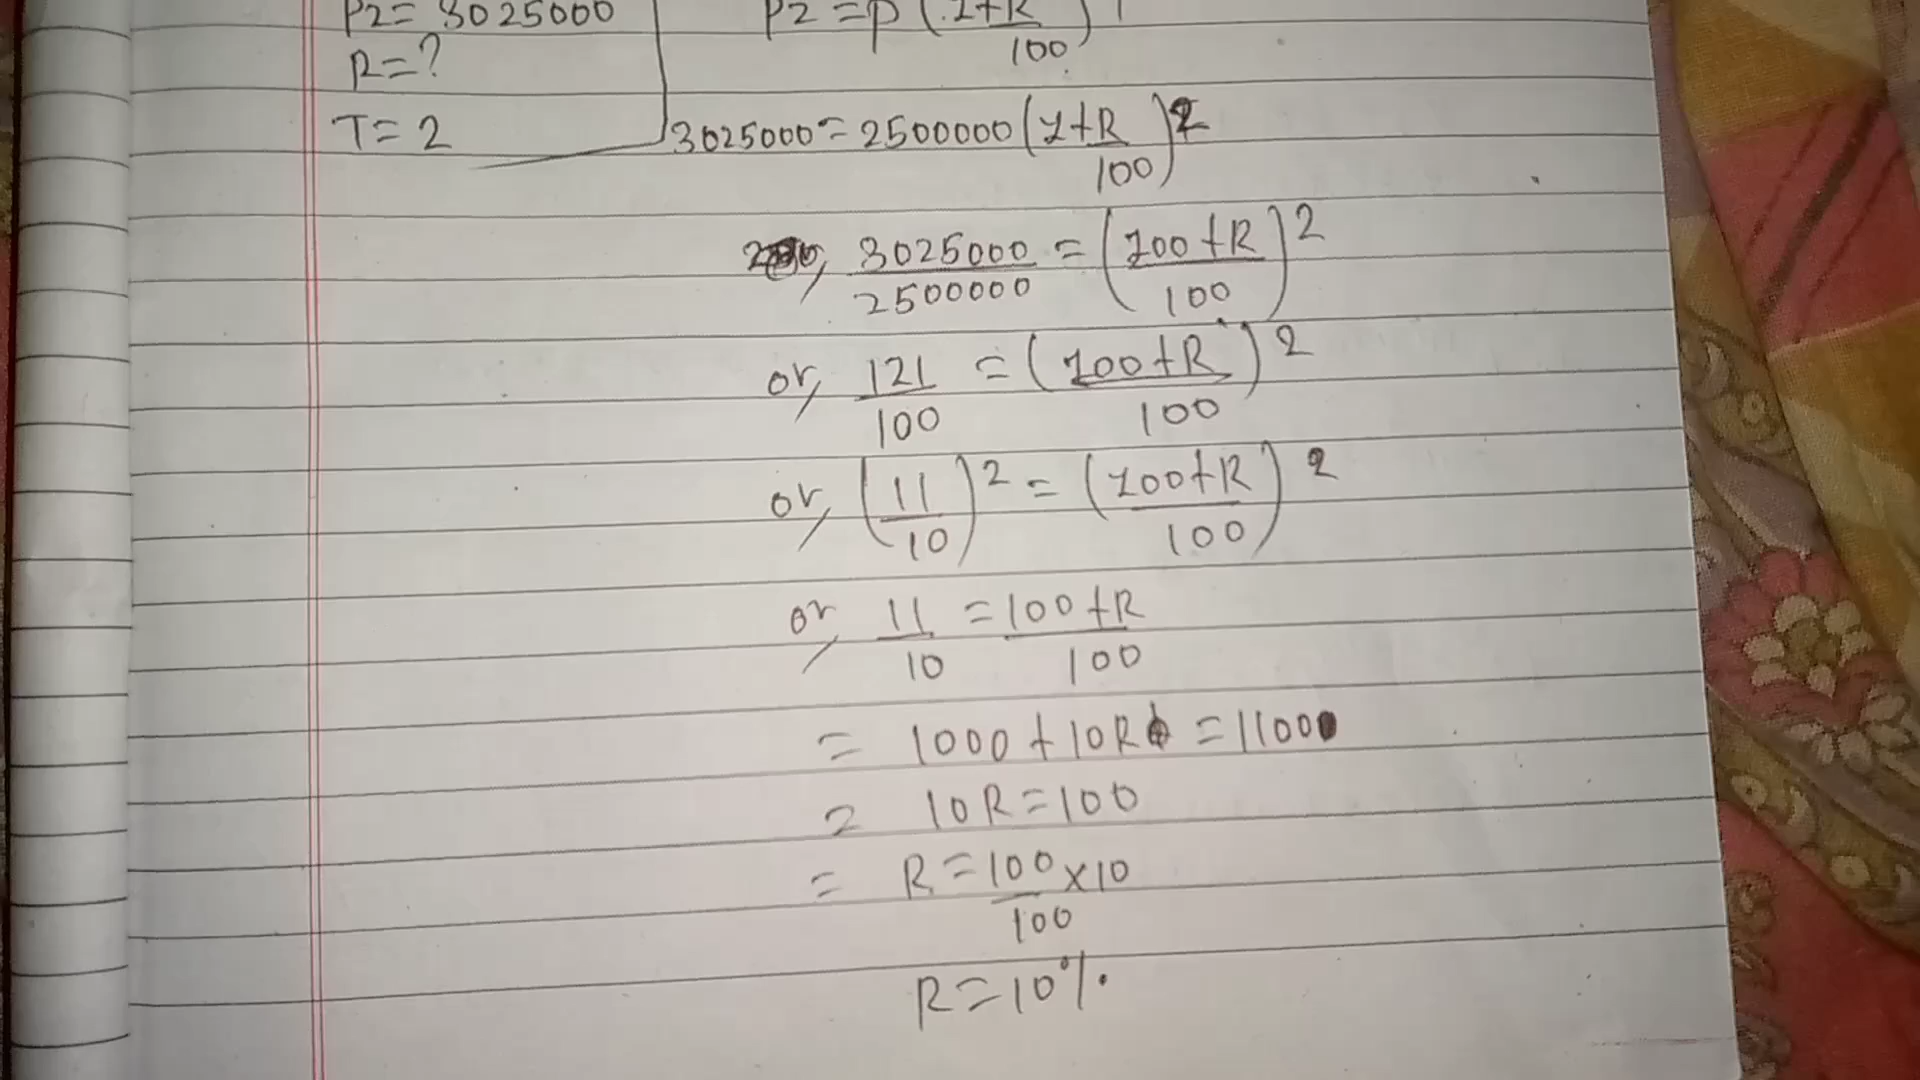 P2 = 3025000
P2 = P (1+R/100)T
R = ?
T = 2
3025000 = 2500000 (1+R/100)2
3025000/2500000 = (100+R/100)2
or, 121/100 = (100+R/100)2
or, (11/10)2 = (100+R/100)2
or, 11/10 = 100+R/100
= 1000 + 10R = 1100
= 10R = 100
= R = 100/100 × 10
R = 10%.